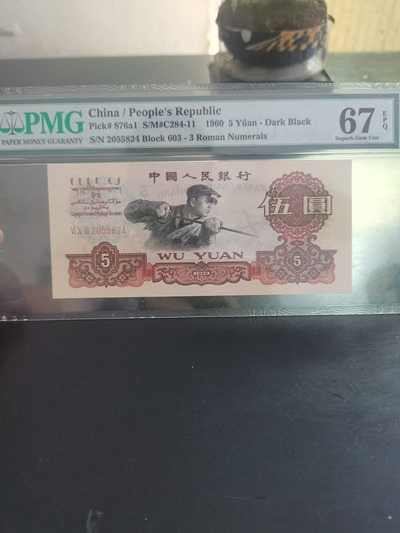 PMG
PAPER MONEY GUARANTY
China / People's Republic
Pick# 876a1 S/M#C284-11 1960 5 Yüan - Dark Black
S/N 2055824 Block 603 - 3 Roman Numerals
67 EPQ
Superb Gem Unc
中國人民銀行
2055824
伍圓
5
WU YUAN
5